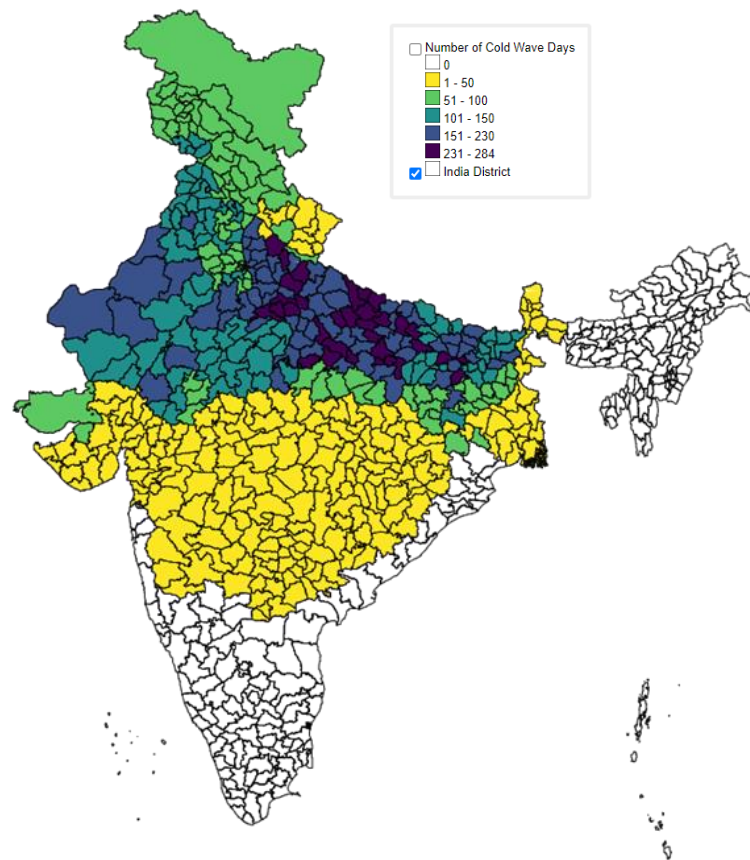 Number of Cold Wave Days
0
1 - 50
51 - 100
101 - 150
151 - 230
231 - 284
India District